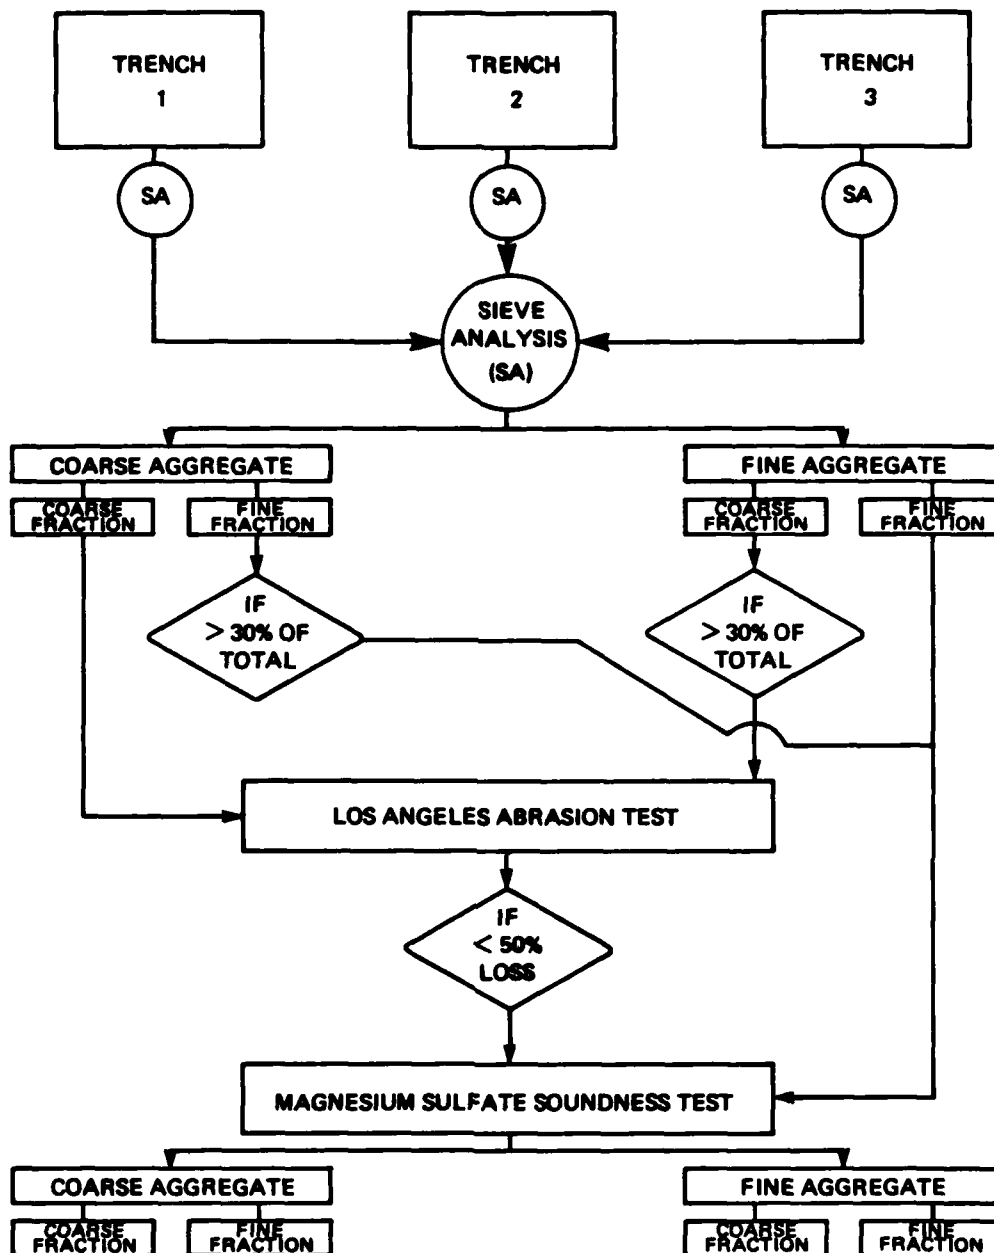 TRENCH
1
TRENCH
2
TRENCH
3
SA
SA
SA
SIEVE
ANALYSIS
(SA)
COARSE AGGREGATE
FINE AGGREGATE
COARSE
FRACTION
FINE
FRACTION
COARSE
FRACTION
FINE
FRACTION
IF
> 30% OF
TOTAL
IF
> 30% OF
TOTAL
LOS ANGELES ABRASION TEST
IF
< 50%
LOSS
MAGNESIUM SULFATE SOUNDNESS TEST
COARSE AGGREGATE
FINE AGGREGATE
COARSE
FRACTION
FINE
FRACTION
COARSE
FRACTION
FINE
FRACTION